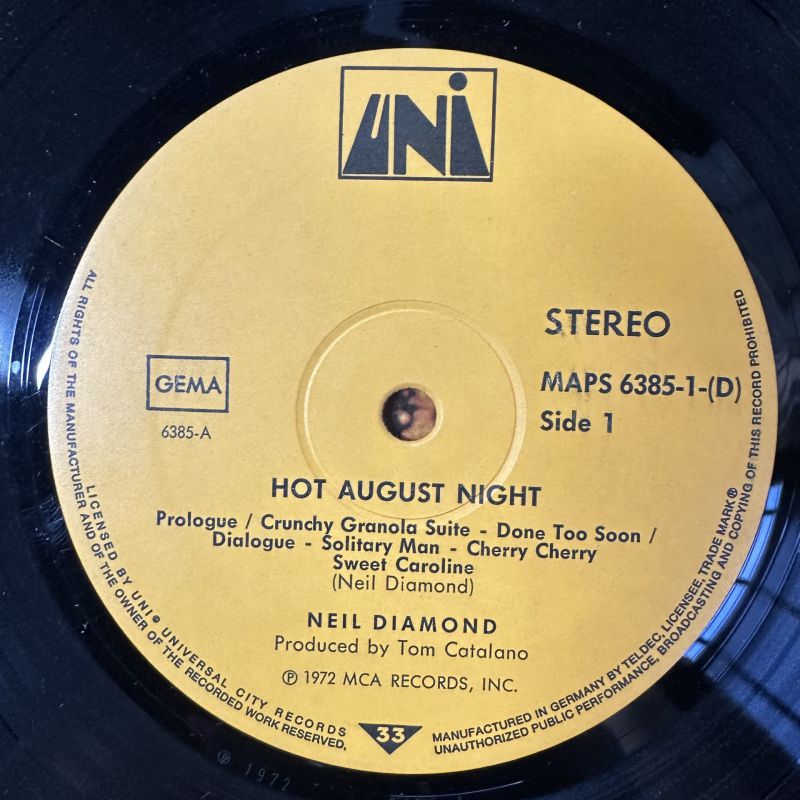 UNI
STEREO
GEMA
6385-A
MAPS 6385-1-(D)
Side 1
HOT AUGUST NIGHT
Prologue / Crunchy Granola Suite - Done Too Soon /
Dialogue - Solitary Man - Cherry Cherry
Sweet Caroline
(Neil Diamond)
NEIL DIAMOND
Produced by Tom Catalano
℗ 1972 MCA RECORDS, INC.
33
ALL RIGHTS OF THE MANUFACTURER AND OF THE OWNER OF THE RECORDED WORK RESERVED,
LICENSED BY UNI® UNIVERSAL CITY RECORDS
MANUFACTURED IN GERMANY BY TELDEC, LICENSEE, TRADE MARK®
UNAUTHORIZED PUBLIC PERFORMANCE, BROADCASTING AND COPYING OF THIS RECORD PROHIBITED
℗ 1972